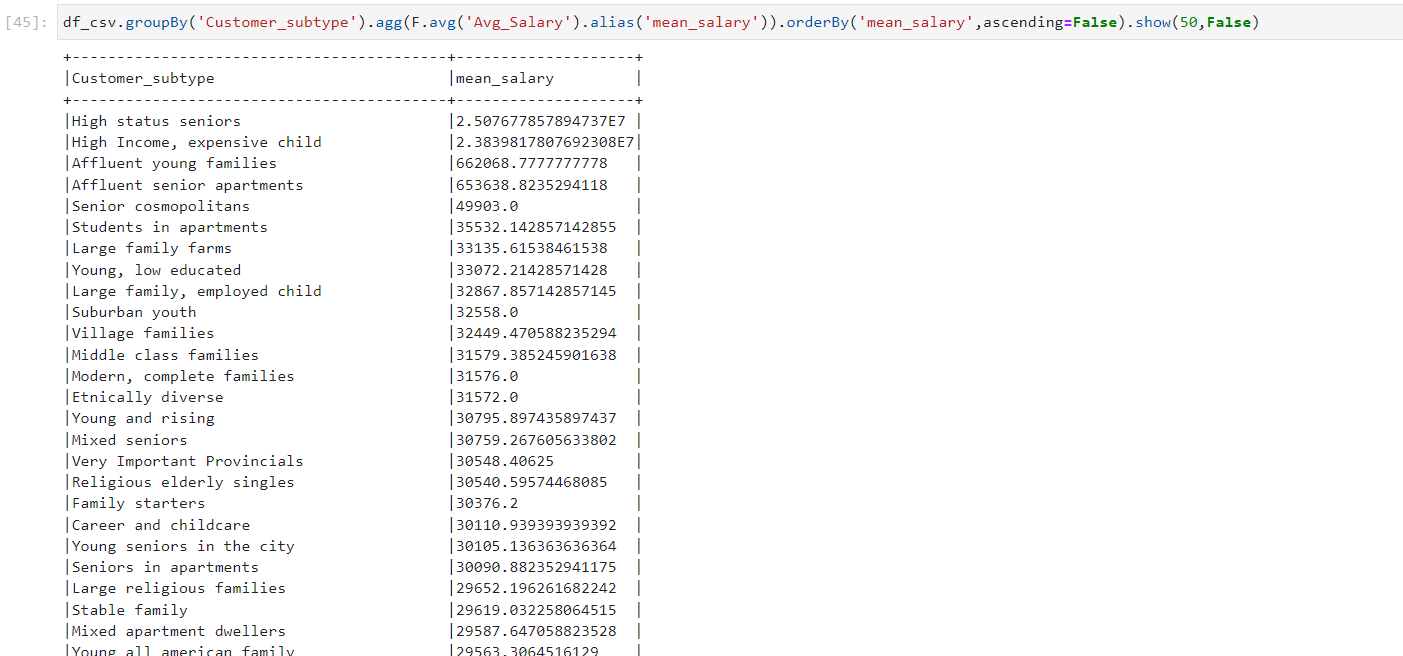 [45]: df_csv.groupBy('Customer_subtype').agg(F.avg('Avg_Salary').alias('mean_salary')).orderBy('mean_salary',ascending=False).show(50,False)
+------------------------------------------+--------------------+
|Customer_subtype                          |mean_salary         |
+------------------------------------------+--------------------+
|High status seniors                       |2.507677857894737E7 |
|High Income, expensive child              |2.3839817807692308E7|
|Affluent young families                   |662068.7777777778   |
|Affluent senior apartments                |653638.8235294118   |
|Senior cosmopolitans                      |49903.0             |
|Students in apartments                    |35532.142857142855  |
|Large family farms                        |33135.61538461538   |
|Young, low educated                       |33072.21428571428   |
|Large family, employed child              |32867.857142857145  |
|Suburban youth                            |32558.0             |
|Village families                          |32449.470588235294  |
|Middle class families                     |31579.385245901638  |
|Modern, complete families                 |31576.0             |
|Etnically diverse                         |31572.0             |
|Young and rising                          |30795.897435897437  |
|Mixed seniors                             |30759.267605633802  |
|Very Important Provincials                |30548.40625         |
|Religious elderly singles                 |30540.59574468085   |
|Family starters                           |30376.2             |
|Career and childcare                      |30110.939393939392  |
|Young seniors in the city                 |30105.136363636364  |
|Seniors in apartments                     |30090.882352941175  |
|Large religious families                  |29652.196261682242  |
|Stable family                             |29619.032258064515  |
|Mixed apartment dwellers                  |29587.647058823528  |
|Young all american family                 |29563.3064516129    |